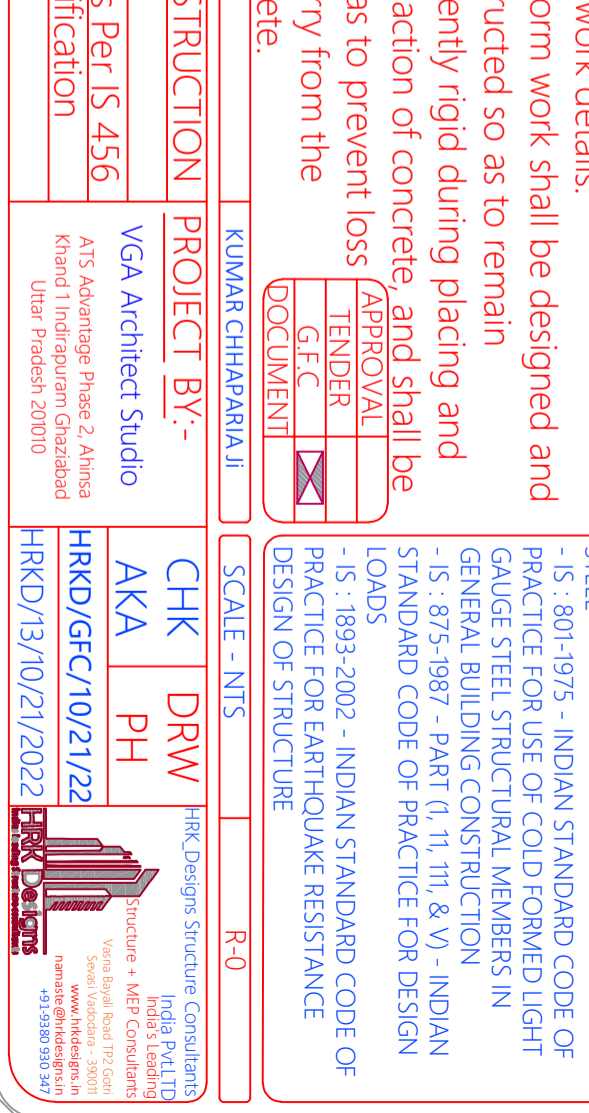 work details.
orm work shall be designed and
ructed so as to remain
ently rigid during placing and
action of concrete, and shall be
as to prevent loss
rry from the
ete.
APPROVAL
TENDER
G.F.C
DOCUMENT
STEEL
- IS : 801-1975 - INDIAN STANDARD CODE OF
PRACTICE FOR USE OF COLD FORMED LIGHT
GAUGE STEEL STRUCTURAL MEMBERS IN
GENERAL BUILDING CONSTRUCTION
- IS : 875-1987 - PART (1, 11, 111, & V) - INDIAN
STANDARD CODE OF PRACTICE FOR DESIGN
LOADS
- IS : 1893-2002 - INDIAN STANDARD CODE OF
PRACTICE FOR EARTHQUAKE RESISTANCE
DESIGN OF STRUCTURE
KUMAR CHHAPARIA Ji
SCALE - NTS
R-0
STRUCTION
s Per IS 456
ification
PROJECT BY:-
VGA Architect Studio
ATS Advantage Phase 2, Ahinsa
Khand 1 Indirapuram Ghaziabad
Uttar Pradesh 201010
CHK
DRW
AKA
PH
HRKD/GFC/10/21/22
HRKD/13/10/21/2022
HRK_Designs Structure Consultants
India Pvt.LTD
India's Leading
Structure + MEP Consultants
Vasna Bayali Road TP2 Gotri
Sevasi Vadodara - 390011
www.hrkdesigns.in
namaste@hrkdesigns.in
+91-9380 930 347
HRK Designs